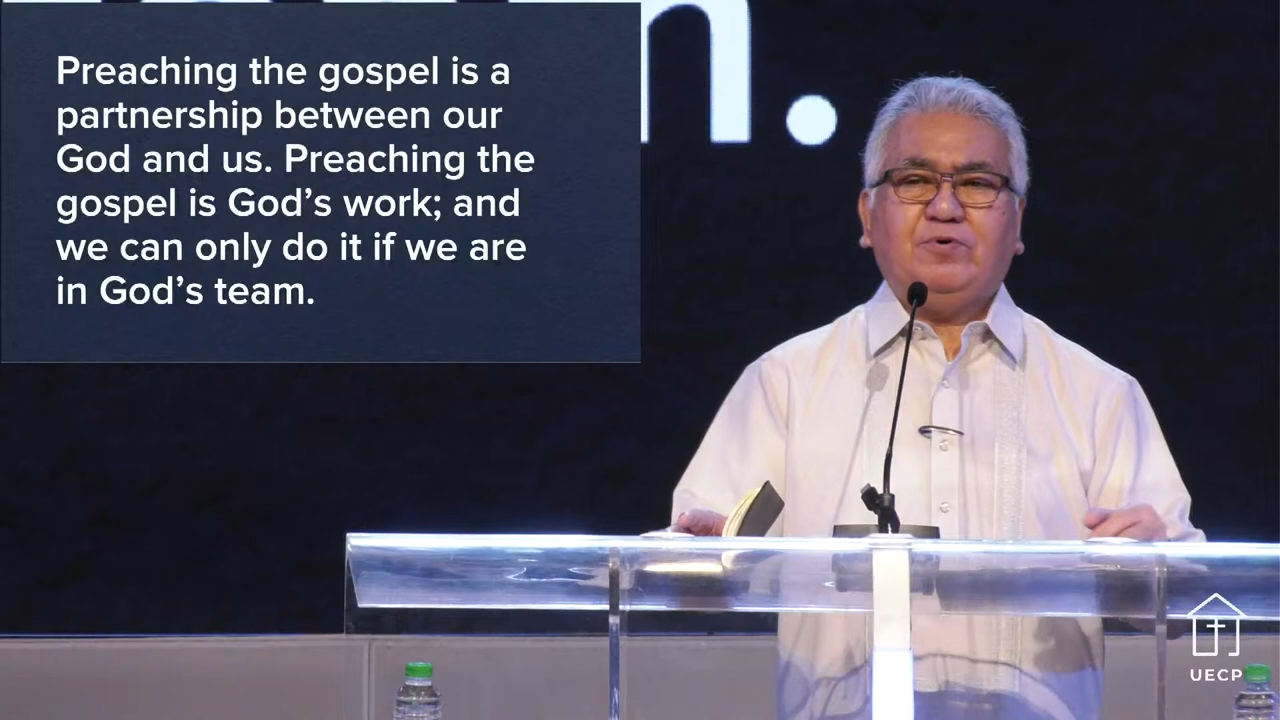 Preaching the gospel is a
partnership between our
God and us. Preaching the
gospel is God’s work; and
we can only do it if we are
in God’s team.
UECP